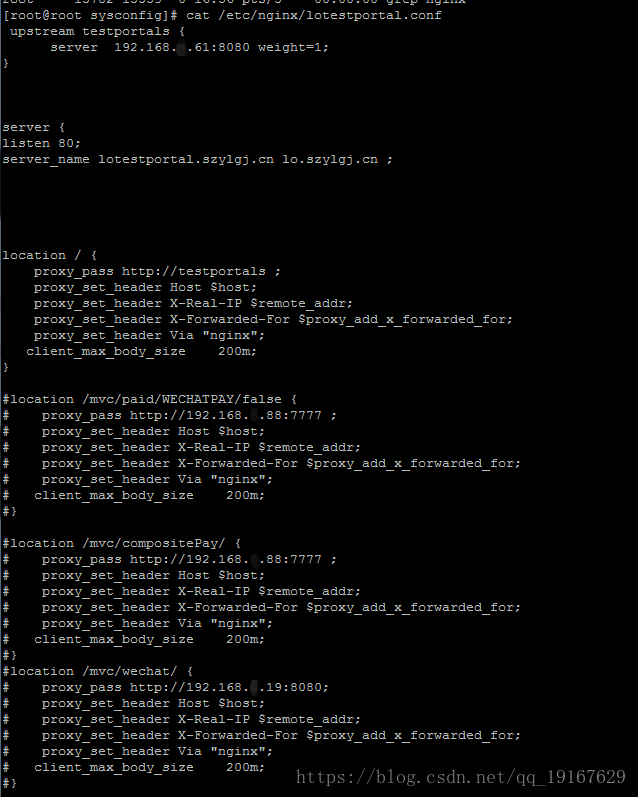 [root@root sysconfig]# cat /etc/nginx/lotestportal.conf
upstream testportals {
server 192.168. .61:8080 weight=1;
}
server {
listen 80;
server_name lotestportal.szylgj.cn lo.szylgj.cn ;
location / {
proxy_pass http://testportals ;
proxy_set_header Host $host;
proxy_set_header X-Real-IP $remote_addr;
proxy_set_header X-Forwarded-For $proxy_add_x_forwarded_for;
proxy_set_header Via "nginx";
client_max_body_size 200m;
}
#location /mvc/paid/WECHATPAY/false {
# proxy_pass http://192.168. .88:7777 ;
# proxy_set_header Host $host;
# proxy_set_header X-Real-IP $remote_addr;
# proxy_set_header X-Forwarded-For $proxy_add_x_forwarded_for;
# proxy_set_header Via "nginx";
# client_max_body_size 200m;
#}
#location /mvc/compositePay/ {
# proxy_pass http://192.168. .88:7777 ;
# proxy_set_header Host $host;
# proxy_set_header X-Real-IP $remote_addr;
# proxy_set_header X-Forwarded-For $proxy_add_x_forwarded_for;
# proxy_set_header Via "nginx";
# client_max_body_size 200m;
#}
#location /mvc/wechat/ {
# proxy_pass http://192.168. .19:8080;
# proxy_set_header Host $host;
# proxy_set_header X-Real-IP $remote_addr;
# proxy_set_header X-Forwarded-For $proxy_add_x_forwarded_for;
# proxy_set_header Via "nginx";
# client_max_body_size 200m;
#}
https://blog.csdn.net/qq_19167629